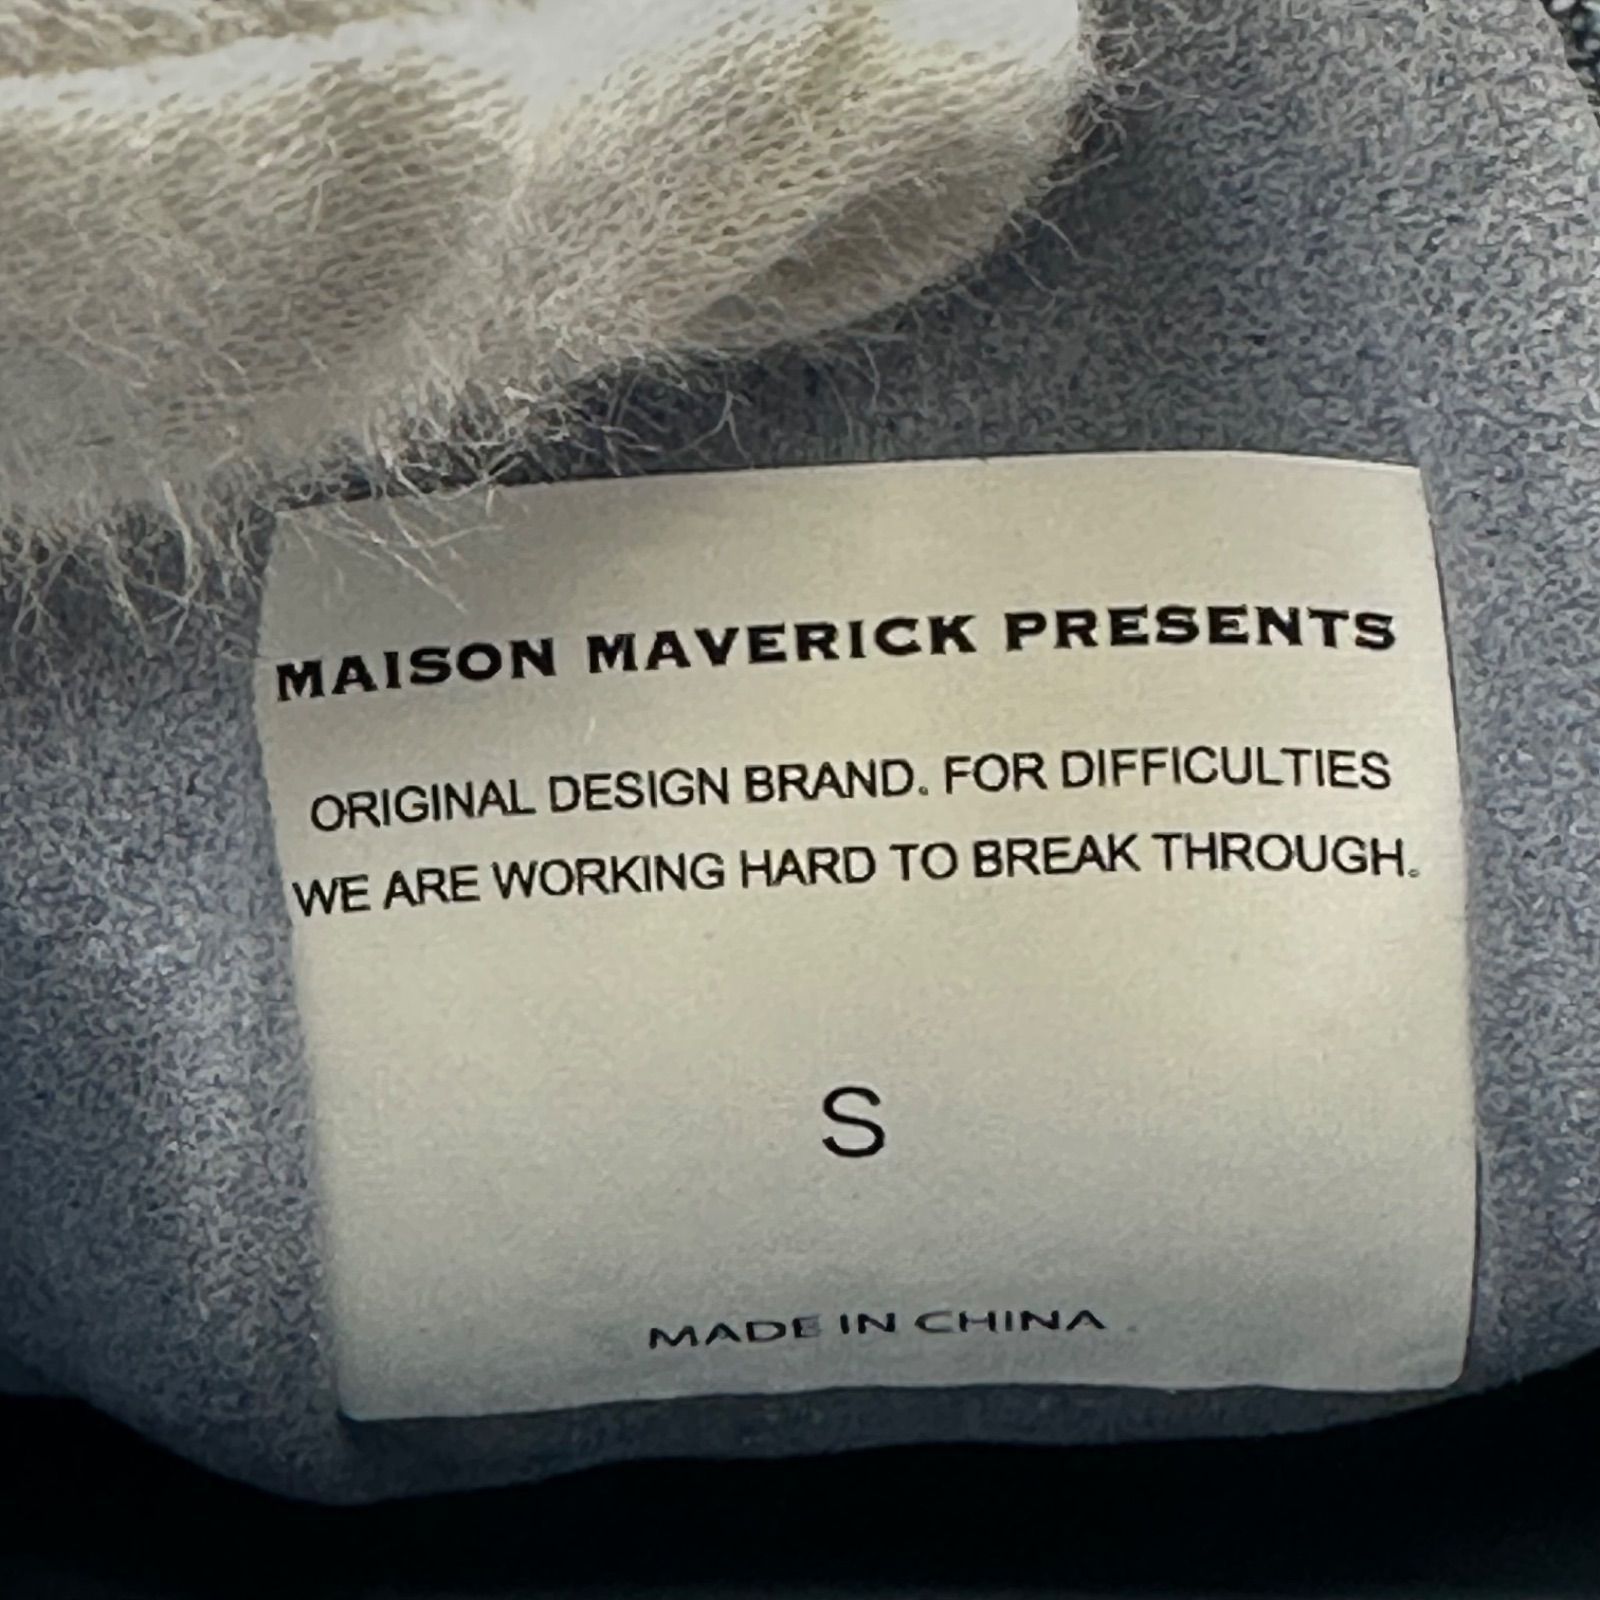 MAISON MAVERICK PRESENTS
ORIGINAL DESIGN BRAND. FOR DIFFICULTIES
WE ARE WORKING HARD TO BREAK THROUGH.
S
MADE IN CHINA